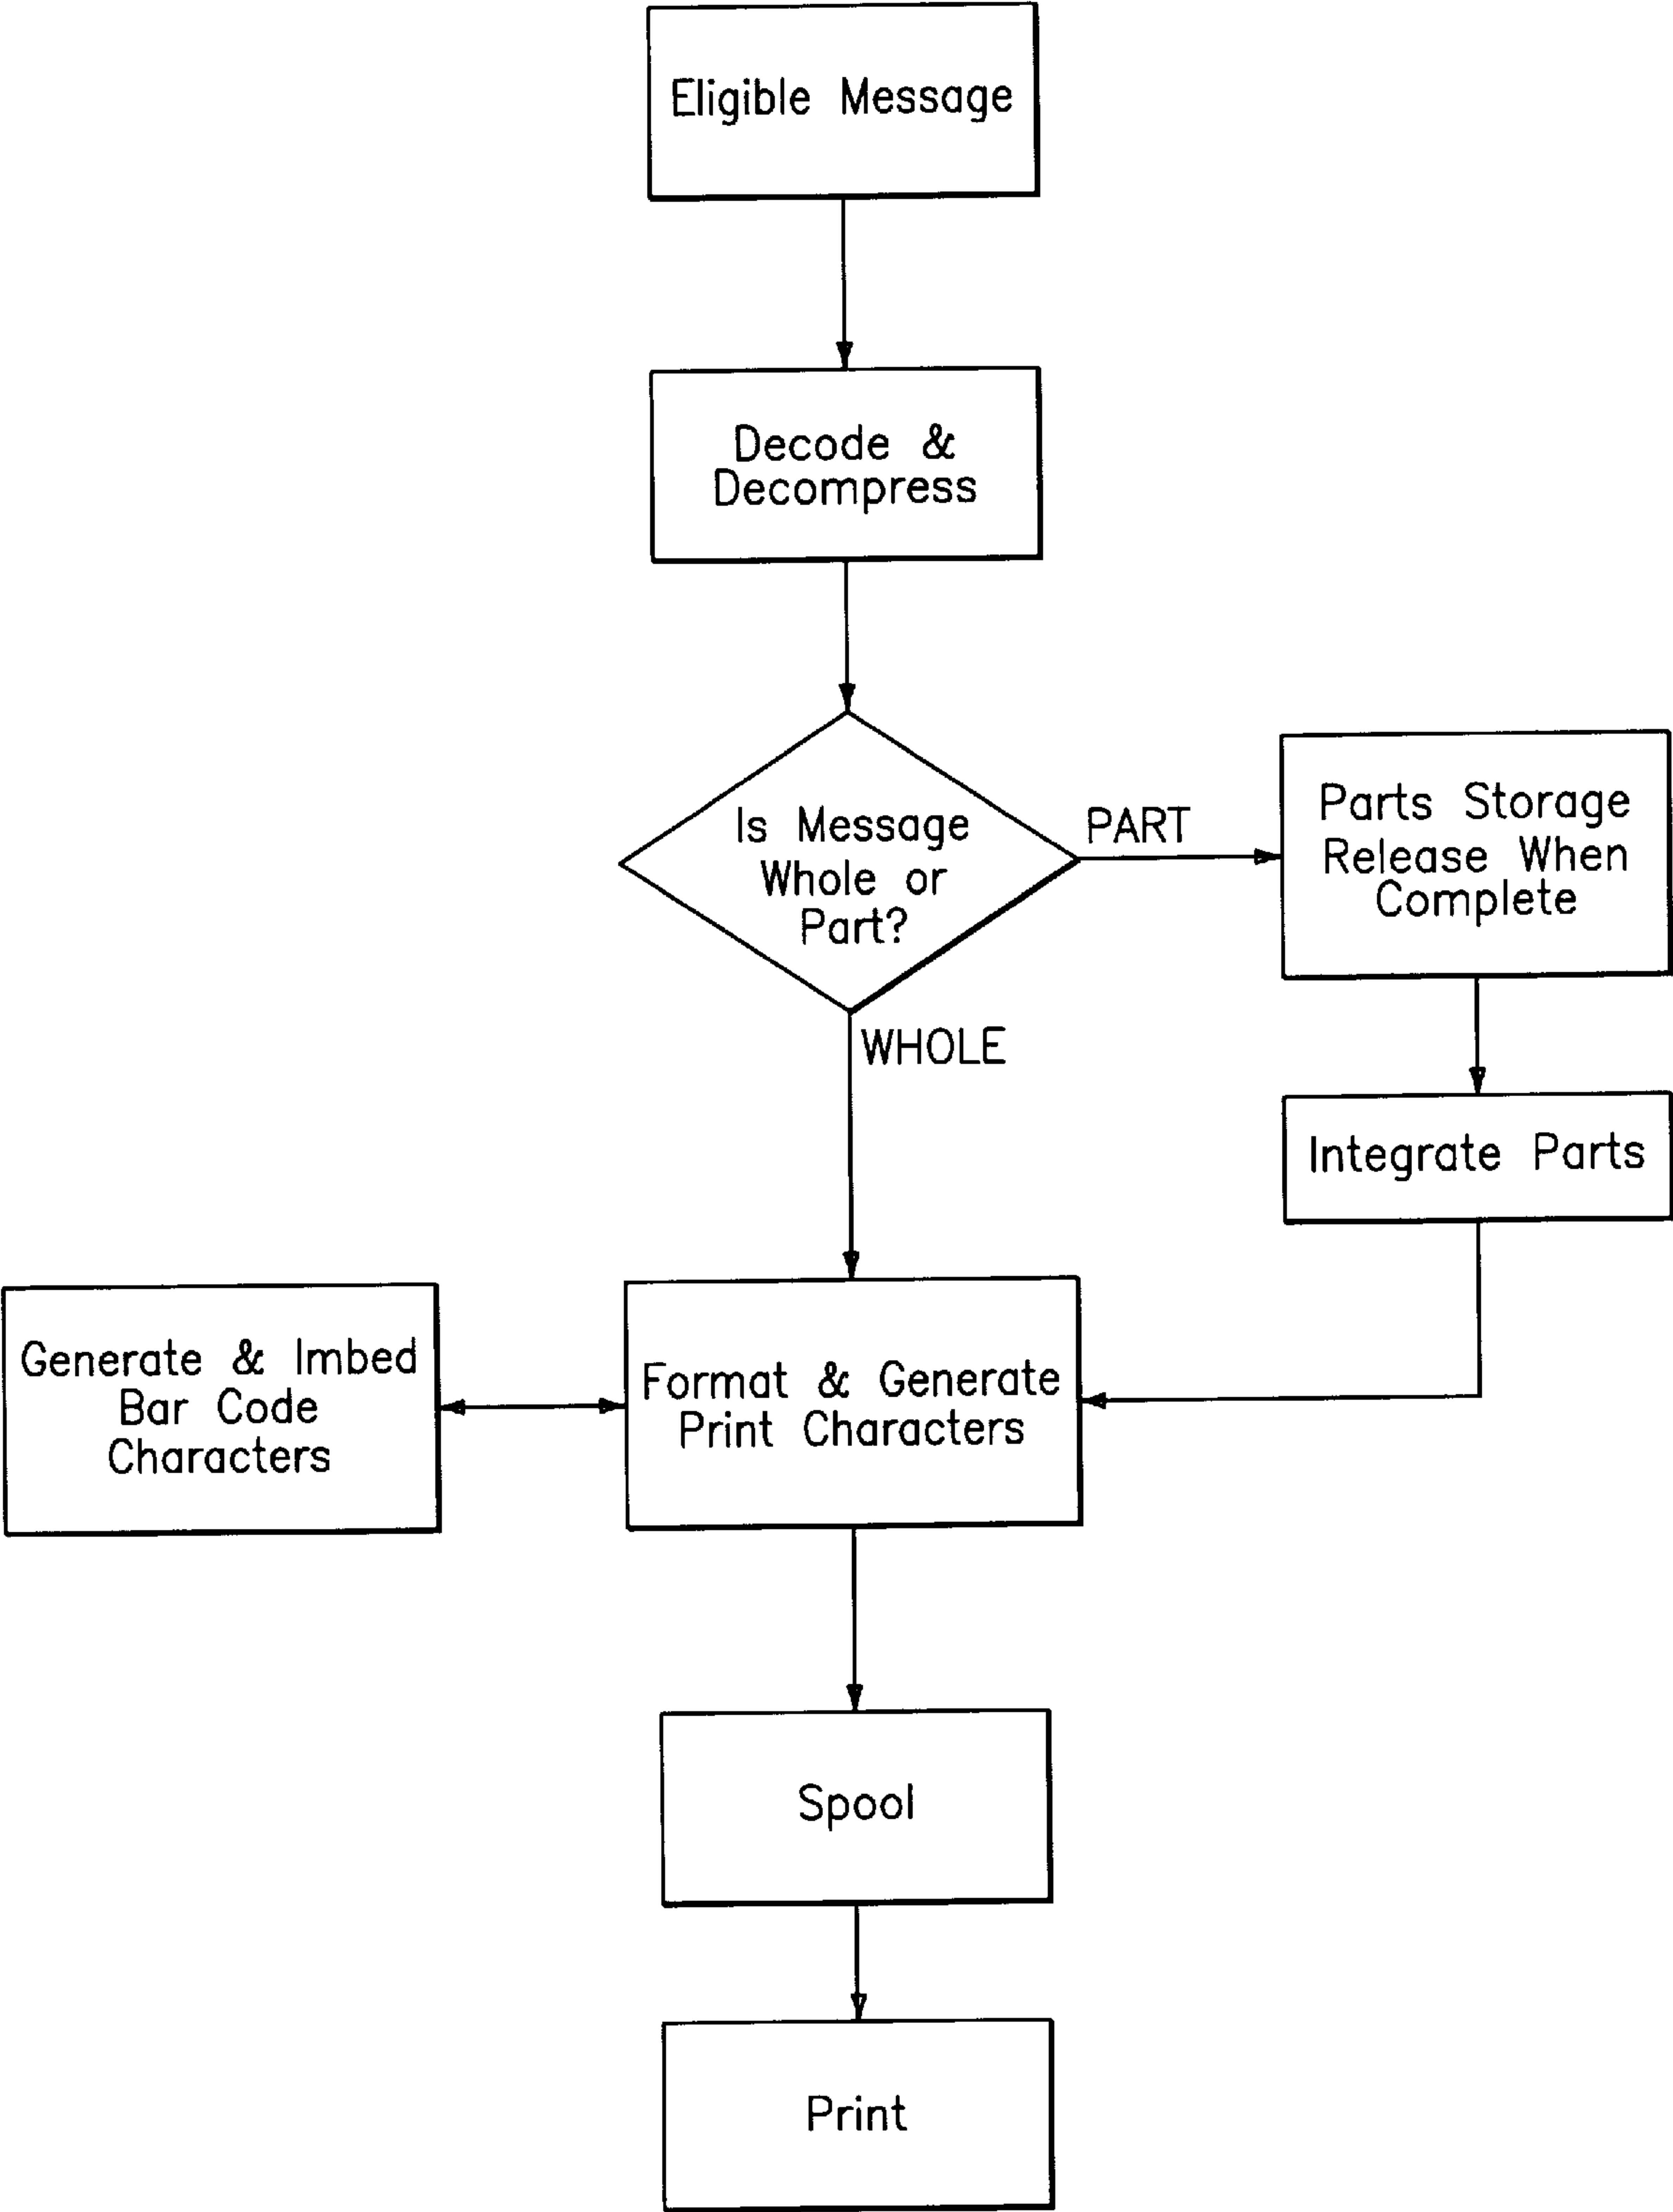 Eligible Message
Decode &
Decompress
Is Message
Whole or
Part?
PART
Parts Storage
Release When
Complete
WHOLE
Integrate Parts
Generate & Imbed
Bar Code
Characters
Format & Generate
Print Characters
Spool
Print